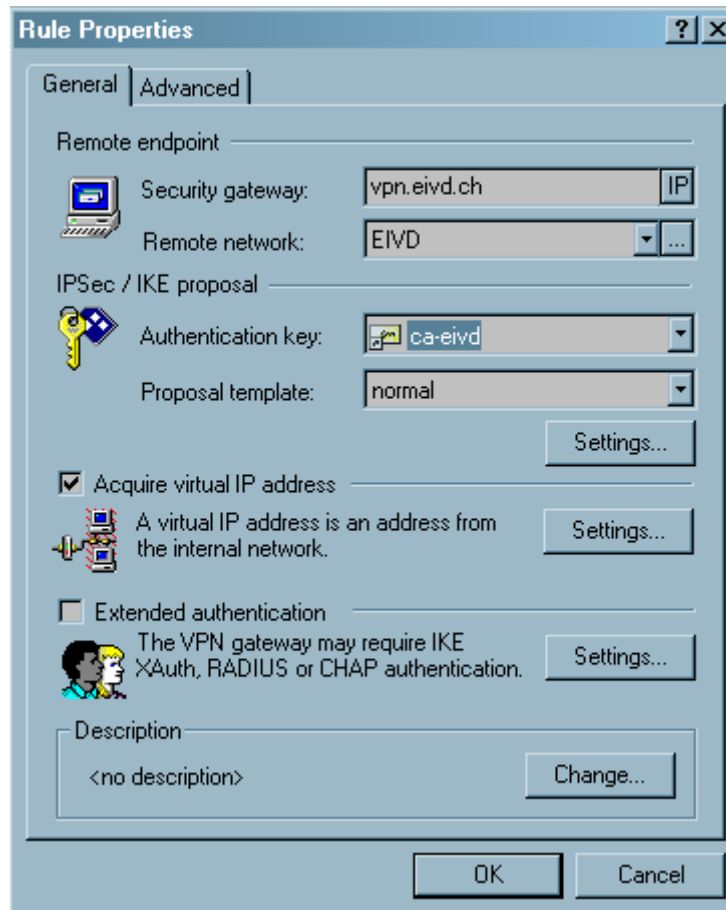 Rule Properties
General
Advanced
Remote endpoint
Security gateway:
vpn.eivd.ch
IP
Remote network:
EIVD
...
IPSec / IKE proposal
Authentication key:
ca-eivd
Proposal template:
normal
Settings...
Acquire virtual IP address
A virtual IP address is an address from
the internal network.
Settings...
Extended authentication
The VPN gateway may require IKE
XAuth, RADIUS or CHAP authentication.
Settings...
Description
<no description>
Change...
OK
Cancel